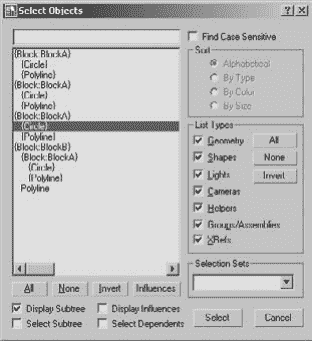 Select Objects
Find Case Sensitive
{Block:BlockA}
{Circle}
{Polyline}
{Block:BlockA}
{Circle}
{Polyline}
{Block:BlockA}
{Circle}
{Polyline}
{Block:BlockB}
{Block:BlockA}
{Circle}
{Polyline}
Polyline
Sort
Alphabetical
By Type
By Color
By Size
List Types
Geometry
All
Shapes
None
Lights
Invert
Cameras
Helpers
Groups/Assemblies
XRefs
All
None
Invert
Influences
Selection Sets
Display Subtree
Display Influences
Select Subtree
Select Dependents
Select
Cancel